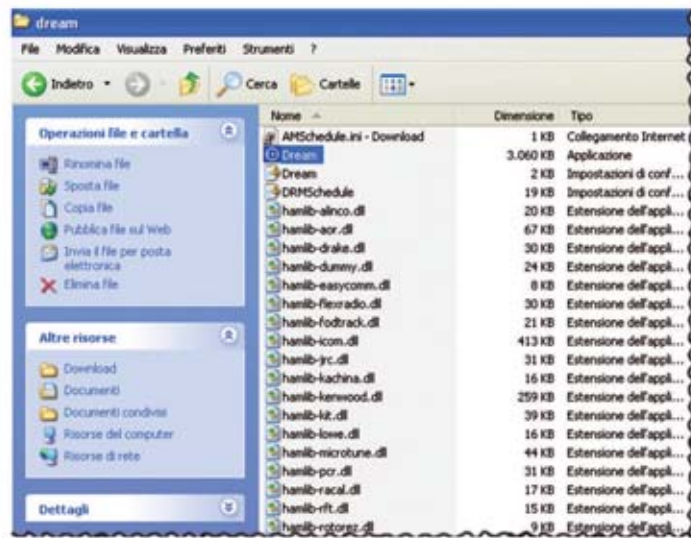 dream
File Modifica Visualizza Preferiti Strumenti ?
Indietro Cerca Cartelle
Operazioni file e cartella
Rinomina file
Sposta file
Copia file
Pubblica file sul Web
Invia il file per posta
elettronica
Elimina file
Altre risorse
Download
Documenti
Documenti condivisi
Risorse del computer
Risorse di rete
Dettagli
Nome Dimensione Tipo
AMSchedule.ini - Download 1 KB Collegamento Internet
Dream 3.060 KB Applicazione
Dream 2 KB Impostazioni di conf...
DRMSchedule 19 KB Impostazioni di conf...
hamlib-alinco.dll 20 KB Estensione dell'appli...
hamlib-aor.dll 67 KB Estensione dell'appli...
hamlib-drake.dll 30 KB Estensione dell'appli...
hamlib-dummy.dll 24 KB Estensione dell'appli...
hamlib-easycomm.dll 8 KB Estensione dell'appli...
hamlib-flexradio.dll 30 KB Estensione dell'appli...
hamlib-fodtrack.dll 21 KB Estensione dell'appli...
hamlib-icom.dll 413 KB Estensione dell'appli...
hamlib-jrc.dll 31 KB Estensione dell'appli...
hamlib-kachina.dll 16 KB Estensione dell'appli...
hamlib-kenwood.dll 259 KB Estensione dell'appli...
hamlib-kit.dll 39 KB Estensione dell'appli...
hamlib-lowe.dll 16 KB Estensione dell'appli...
hamlib-microtune.dll 44 KB Estensione dell'appli...
hamlib-pcr.dll 31 KB Estensione dell'appli...
hamlib-racal.dll 17 KB Estensione dell'appli...
hamlib-rft.dll 15 KB Estensione dell'appli...
hamlib-rotorez.dll 9 KB Estensione dell'appli...